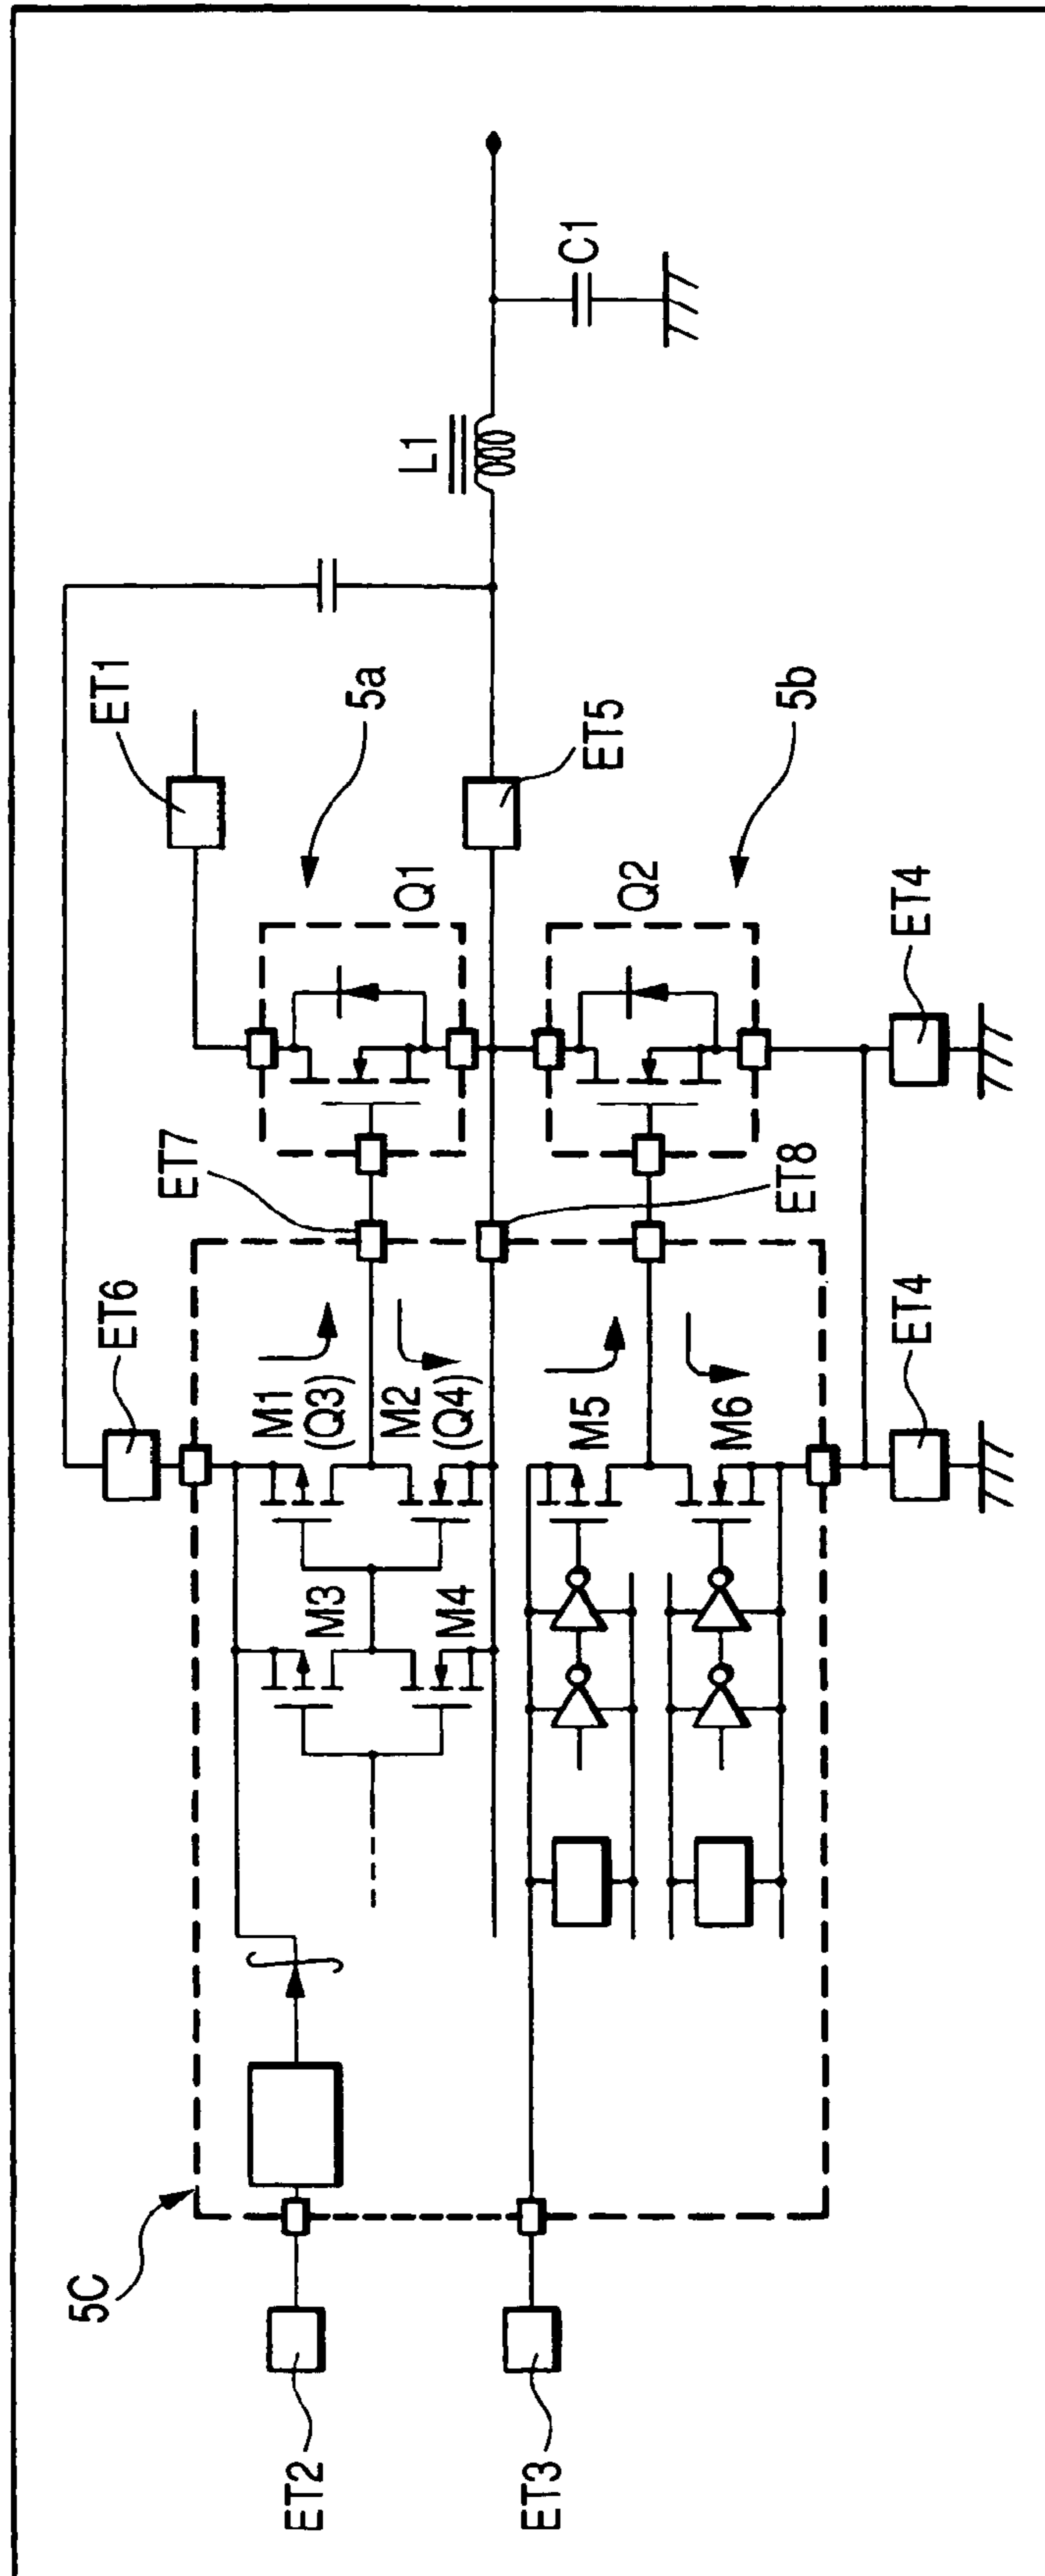 ET1
5a
L1
C1
ET6
ET7
Q1
ET5
M1
(Q3)
M2
(Q4)
M3
M4
ET8
Q2
5b
M5
M6
ET4
ET4
5C
ET2
ET3